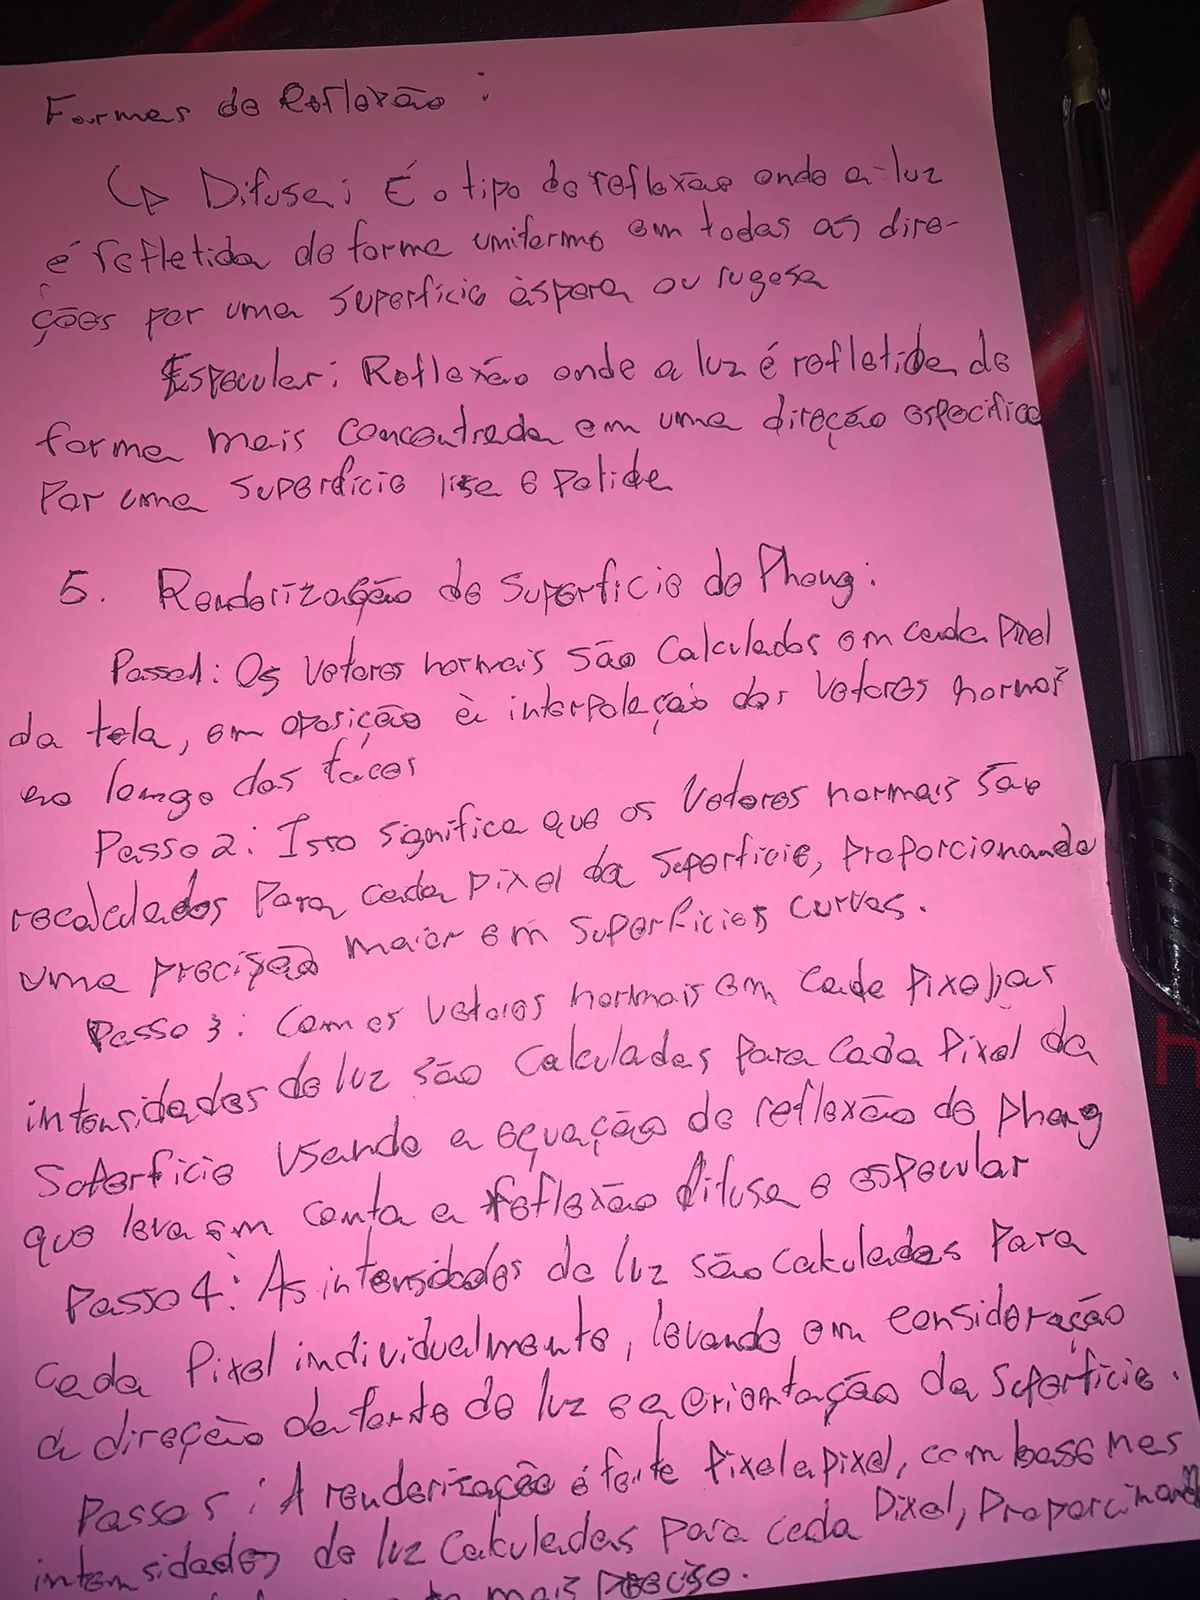 Formas de Reflexão:
↳ Difusa: É o tipo de reflexão onde a luz
é refletida de forma uniforme em todas as dire-
ções por uma superfície áspera ou rugosa
Especular: Reflexão onde a luz é refletida de
forma mais concentrada em uma direção especifica
Por uma superfície lisa e Polida
5. Renderização de Superficie de Phong:
Passo 1: Os Vetores normais são Calculados em cada Pixel
da tela, em oposição à interpolação dos Vetores normais
ao longo das faces
Passo 2: Isso significa que os Vetores normais são
recalculados Para cada pixel da superficie, proporcionando
uma precisão maior em superficies curvas.
Passo 3: Com os Vetores normais em cada pixel, as
intensidades de luz são Calculadas para cada Pixel da
Superficie Usando a equação de reflexão de Phong
que leva em conta a reflexão difusa e especular
Passo 4: As intensidades de luz são calculadas Para
cada Pixel individualmente, levando em consideração
a direção da fonte de luz e a orientação da superficie.
Passo 5: A renderização é feita Pixel a pixel, com base nas
intensidades de luz calculadas para cada Pixel, Proporcionando
mais Preciso.